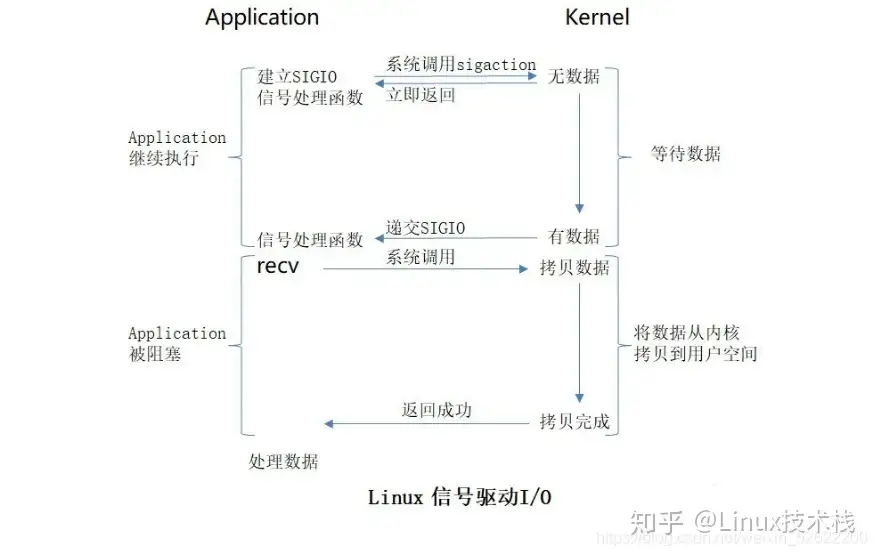 Application
Kernel
系统调用sigaction
建立SIGIO
无数据
信号处理函数
立即返回
Application
继续执行
等待数据
递交SIGIO
有数据
信号处理函数
recv
系统调用
拷贝数据
Application
被阻塞
将数据从内核
拷贝到用户空间
返回成功
拷贝完成
处理数据
Linux 信号驱动I/O
知乎 @Linux技术栈
https://blog.csdn.net/weixin_52622200